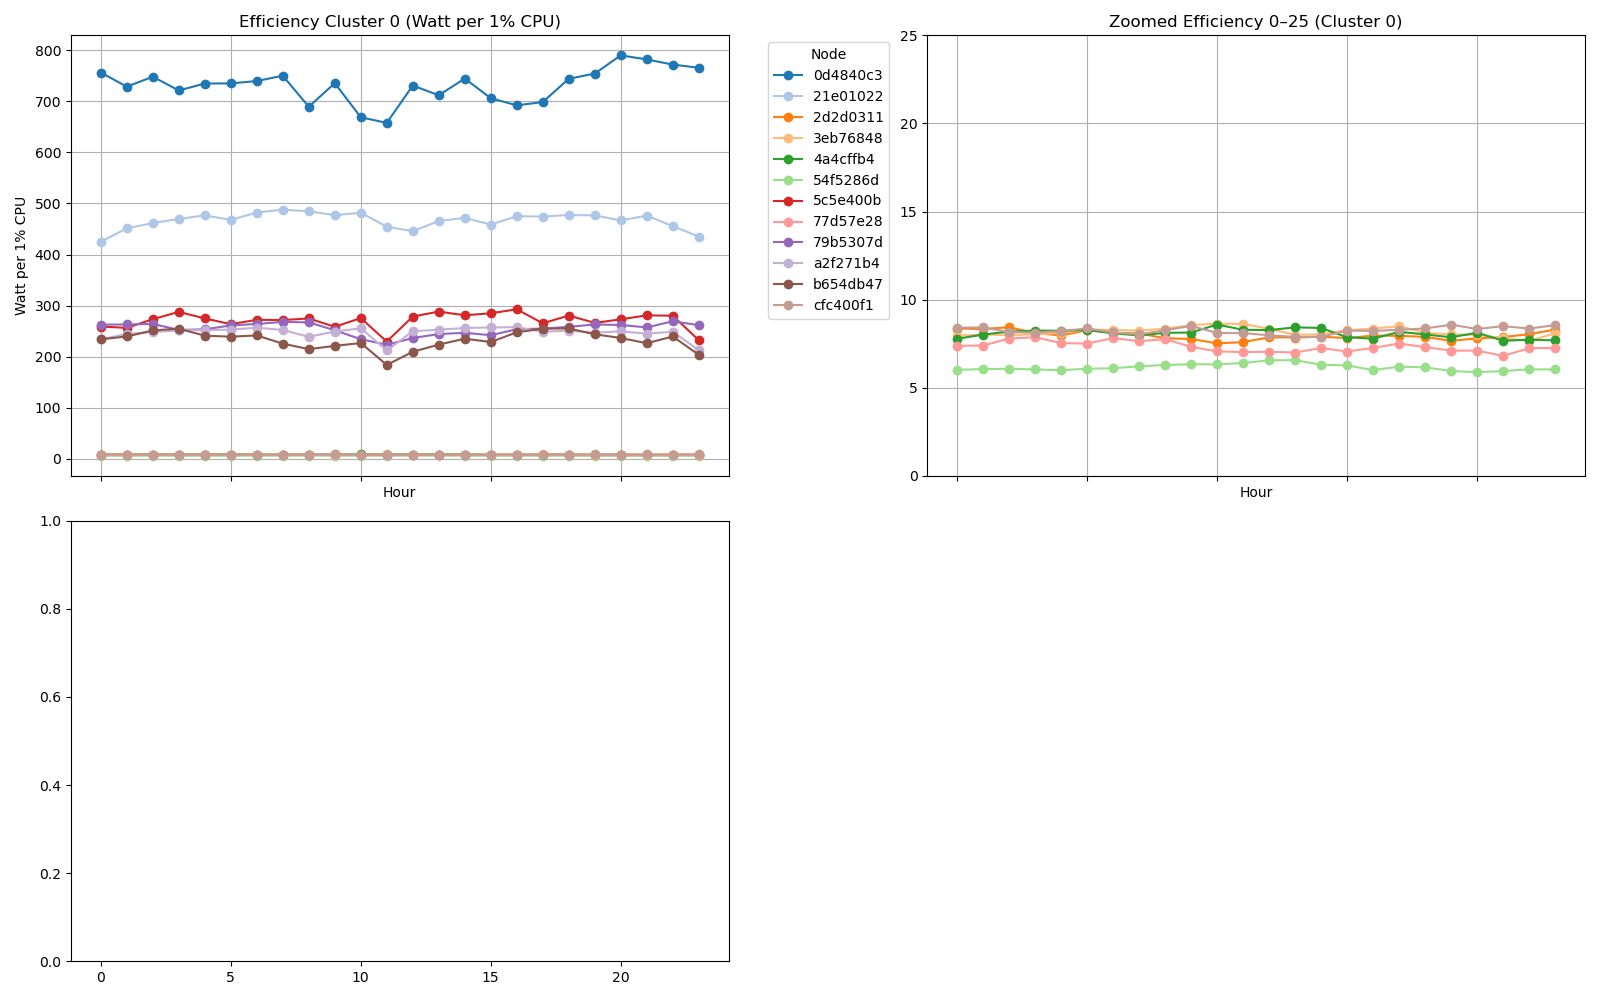 Efficiency Cluster 0 (Watt per 1% CPU)
Watt per 1% CPU
800
700
600
500
400
300
200
100
0
Hour
Node
0d4840c3
21e01022
2d2d0311
3eb76848
4a4cffb4
54f5286d
5c5e400b
77d57e28
79b5307d
a2f271b4
b654db47
cfc400f1
Zoomed Efficiency 0–25 (Cluster 0)
25
20
15
10
5
0
Hour
1.0
0.8
0.6
0.4
0.2
0.0
0 5 10 15 20